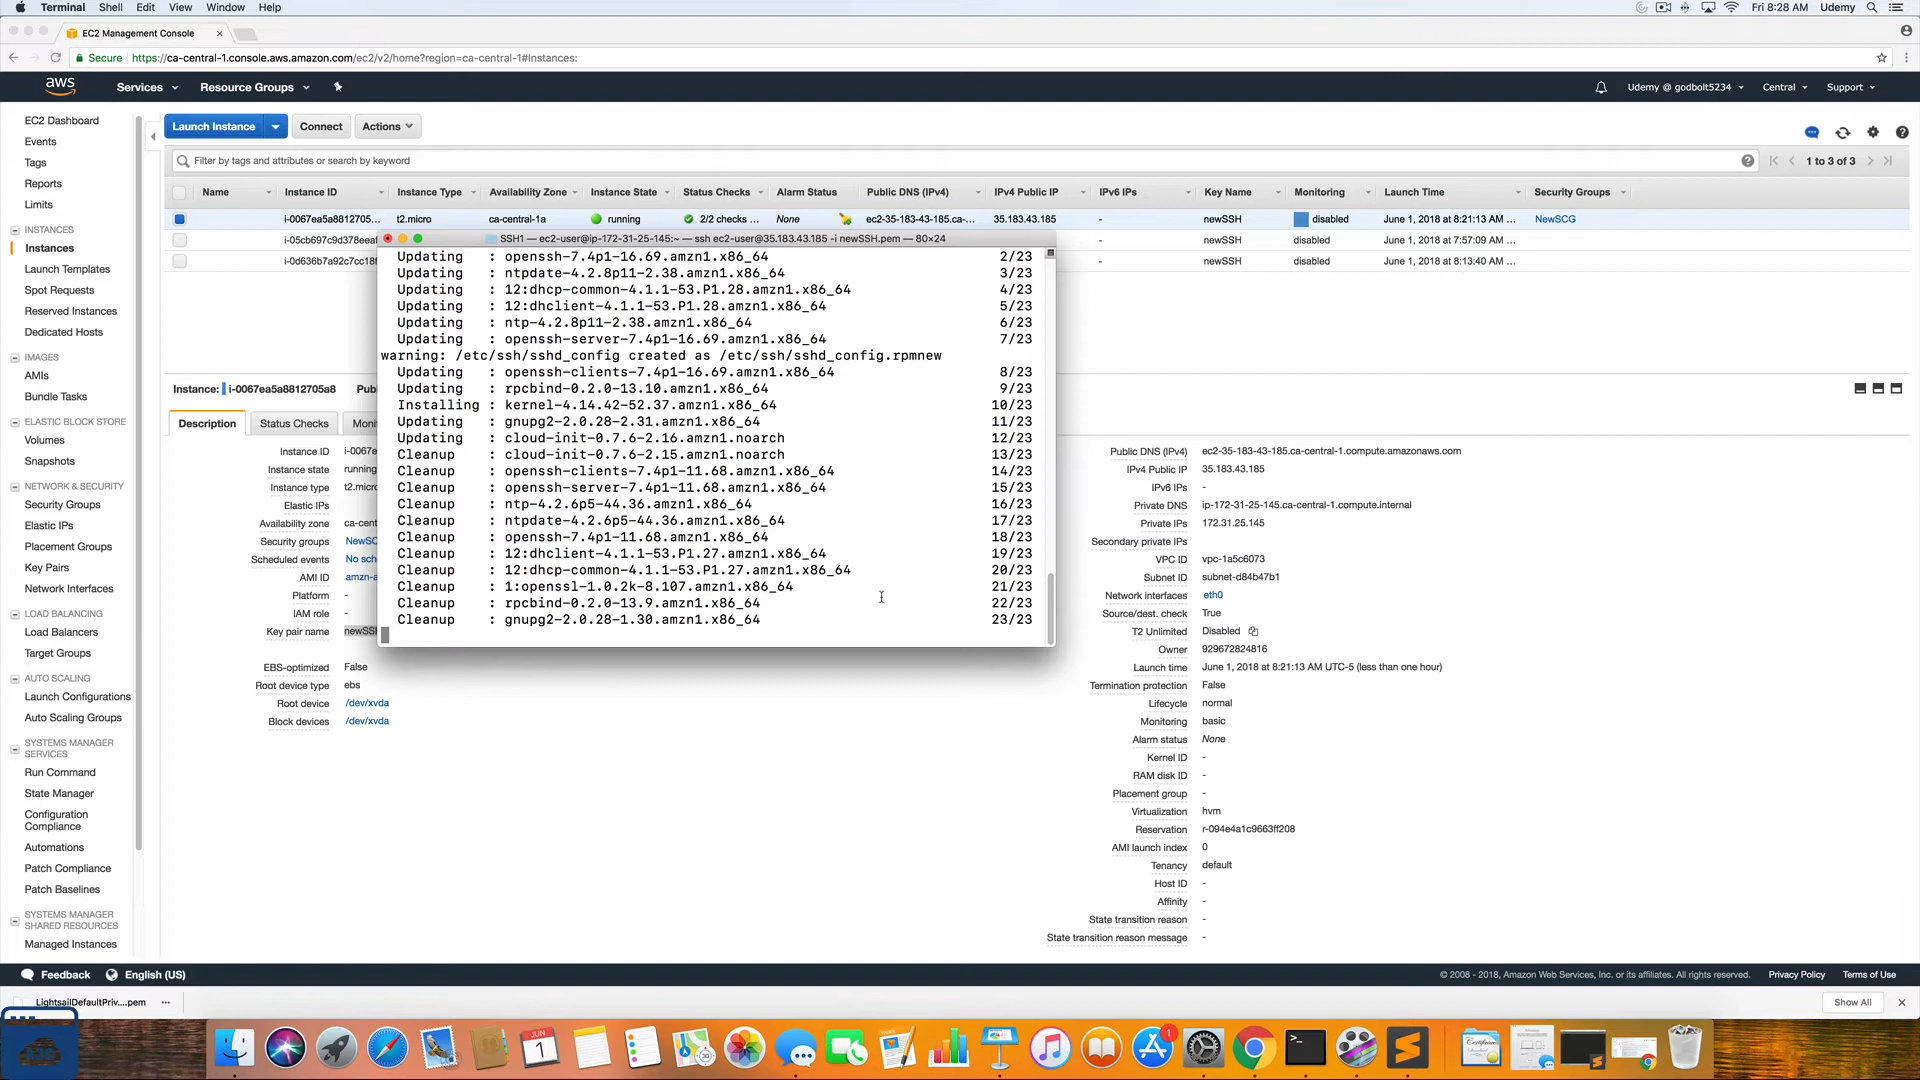 Terminal Shell Edit View Window Help Fri 8:28 AM Udemy
EC2 Management Console
Secure https://ca-central-1.console.aws.amazon.com/ec2/v2/home?region=ca-central-1#Instances:
aws Services Resource Groups Udemy @ godbolt5234 Central Support
Launch Instance Connect Actions
Filter by tags and attributes or search by keyword 1 to 3 of 3
Name Instance ID Instance Type Availability Zone Instance State Status Checks Alarm Status Public DNS (IPv4) IPv4 Public IP IPv6 IPs Key Name Monitoring Launch Time Security Groups
i-0067ea5a8812705... t2.micro ca-central-1a running 2/2 checks ... None ec2-35-183-43-185.ca-... 35.183.43.185 - newSSH disabled June 1, 2018 at 8:21:13 AM ... NewSCG
i-05cb697c9d378eeaf - newSSH disabled June 1, 2018 at 7:57:09 AM ...
i-0d636b7a92c7cc18f - newSSH disabled June 1, 2018 at 8:13:40 AM ...
EC2 Dashboard
Events
Tags
Reports
Limits
INSTANCES
Instances
Launch Templates
Spot Requests
Reserved Instances
Dedicated Hosts
IMAGES
AMIs
Bundle Tasks
ELASTIC BLOCK STORE
Volumes
Snapshots
NETWORK & SECURITY
Security Groups
Elastic IPs
Placement Groups
Key Pairs
Network Interfaces
LOAD BALANCING
Load Balancers
Target Groups
AUTO SCALING
Launch Configurations
Auto Scaling Groups
SYSTEMS MANAGER
SERVICES
Run Command
State Manager
Configuration
Compliance
Automations
Patch Compliance
Patch Baselines
SYSTEMS MANAGER
SHARED RESOURCES
Managed Instances
SSH1 — ec2-user@ip-172-31-25-145:~ — ssh ec2-user@35.183.43.185 -i newSSH.pem — 80×24
Updating : openssh-7.4p1-16.69.amzn1.x86_64 2/23
Updating : ntpdate-4.2.8p11-2.38.amzn1.x86_64 3/23
Updating : 12:dhcp-common-4.1.1-53.P1.28.amzn1.x86_64 4/23
Updating : 12:dhclient-4.1.1-53.P1.28.amzn1.x86_64 5/23
Updating : ntp-4.2.8p11-2.38.amzn1.x86_64 6/23
Updating : openssh-server-7.4p1-16.69.amzn1.x86_64 7/23
warning: /etc/ssh/sshd_config created as /etc/ssh/sshd_config.rpmnew
Updating : openssh-clients-7.4p1-16.69.amzn1.x86_64 8/23
Updating : rpcbind-0.2.0-13.10.amzn1.x86_64 9/23
Installing : kernel-4.14.42-52.37.amzn1.x86_64 10/23
Updating : gnupg2-2.0.28-2.31.amzn1.x86_64 11/23
Updating : cloud-init-0.7.6-2.16.amzn1.noarch 12/23
Cleanup : cloud-init-0.7.6-2.15.amzn1.noarch 13/23
Cleanup : openssh-clients-7.4p1-11.68.amzn1.x86_64 14/23
Cleanup : openssh-server-7.4p1-11.68.amzn1.x86_64 15/23
Cleanup : ntp-4.2.6p5-44.36.amzn1.x86_64 16/23
Cleanup : ntpdate-4.2.6p5-44.36.amzn1.x86_64 17/23
Cleanup : openssh-7.4p1-11.68.amzn1.x86_64 18/23
Cleanup : 12:dhclient-4.1.1-53.P1.27.amzn1.x86_64 19/23
Cleanup : 12:dhcp-common-4.1.1-53.P1.27.amzn1.x86_64 20/23
Cleanup : 1:openssl-1.0.2k-8.107.amzn1.x86_64 21/23
Cleanup : rpcbind-0.2.0-13.9.amzn1.x86_64 22/23
Cleanup : gnupg2-2.0.28-1.30.amzn1.x86_64 23/23
Instance: i-0067ea5a8812705a8 Pub
Description Status Checks Moni
Instance ID i-0067e
Instance state running
Instance type t2.micro
Elastic IPs
Availability zone ca-cent
Security groups NewSC
Scheduled events No sch
AMI ID amzn-a
Platform -
IAM role -
Key pair name newSSH
EBS-optimized False
Root device type ebs
Root device /dev/xvda
Block devices /dev/xvda
Public DNS (IPv4) ec2-35-183-43-185.ca-central-1.compute.amazonaws.com
IPv4 Public IP 35.183.43.185
IPv6 IPs -
Private DNS ip-172-31-25-145.ca-central-1.compute.internal
Private IPs 172.31.25.145
Secondary private IPs
VPC ID vpc-1a5c6073
Subnet ID subnet-d84b47b1
Network interfaces eth0
Source/dest. check True
T2 Unlimited Disabled
Owner 929672824816
Launch time June 1, 2018 at 8:21:13 AM UTC-5 (less than one hour)
Termination protection False
Lifecycle normal
Monitoring basic
Alarm status None
Kernel ID -
RAM disk ID -
Placement group -
Virtualization hvm
Reservation r-094e4a1c9663ff208
AMI launch index 0
Tenancy default
Host ID -
Affinity -
State transition reason -
State transition reason message -
Feedback English (US) © 2008 - 2018, Amazon Web Services, Inc. or its affiliates. All rights reserved. Privacy Policy Terms of Use
LightsailDefaultPriv....pem Show All
JUN
1
1